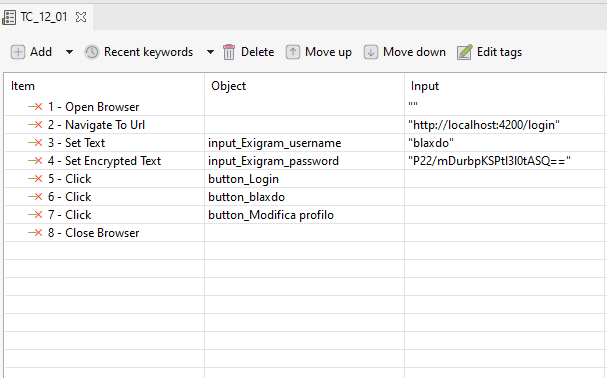 TC_12_01
Add Recent keywords Delete Move up Move down Edit tags
Item Object Input
1 - Open Browser ""
2 - Navigate To Url "http://localhost:4200/login"
3 - Set Text input_Exigram_username "blaxdo"
4 - Set Encrypted Text input_Exigram_password "P22/mDurbpKSPtI3I0tASQ=="
5 - Click button_Login
6 - Click button_blaxdo
7 - Click button_Modifica profilo
8 - Close Browser